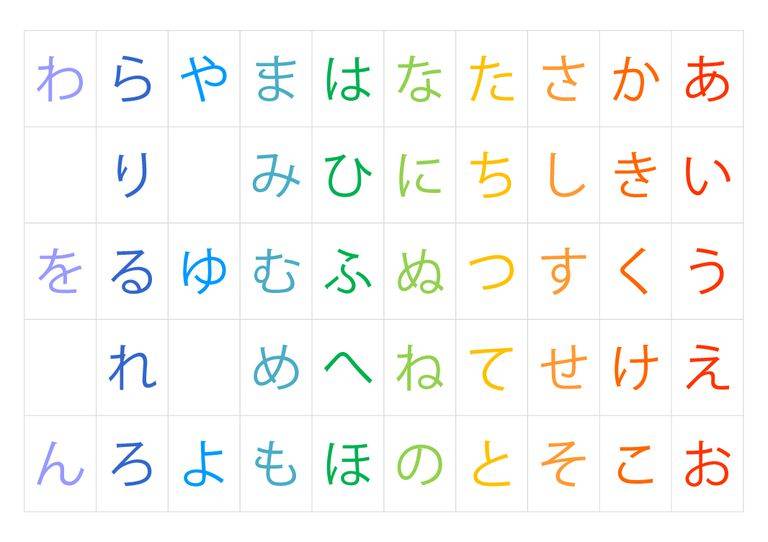 わ ら や ま は な た さ か あ
り み ひ に ち し き い
を る ゆ む ふ ぬ つ す く う
れ め へ ね て せ け え
ん ろ よ も ほ の と そ こ お